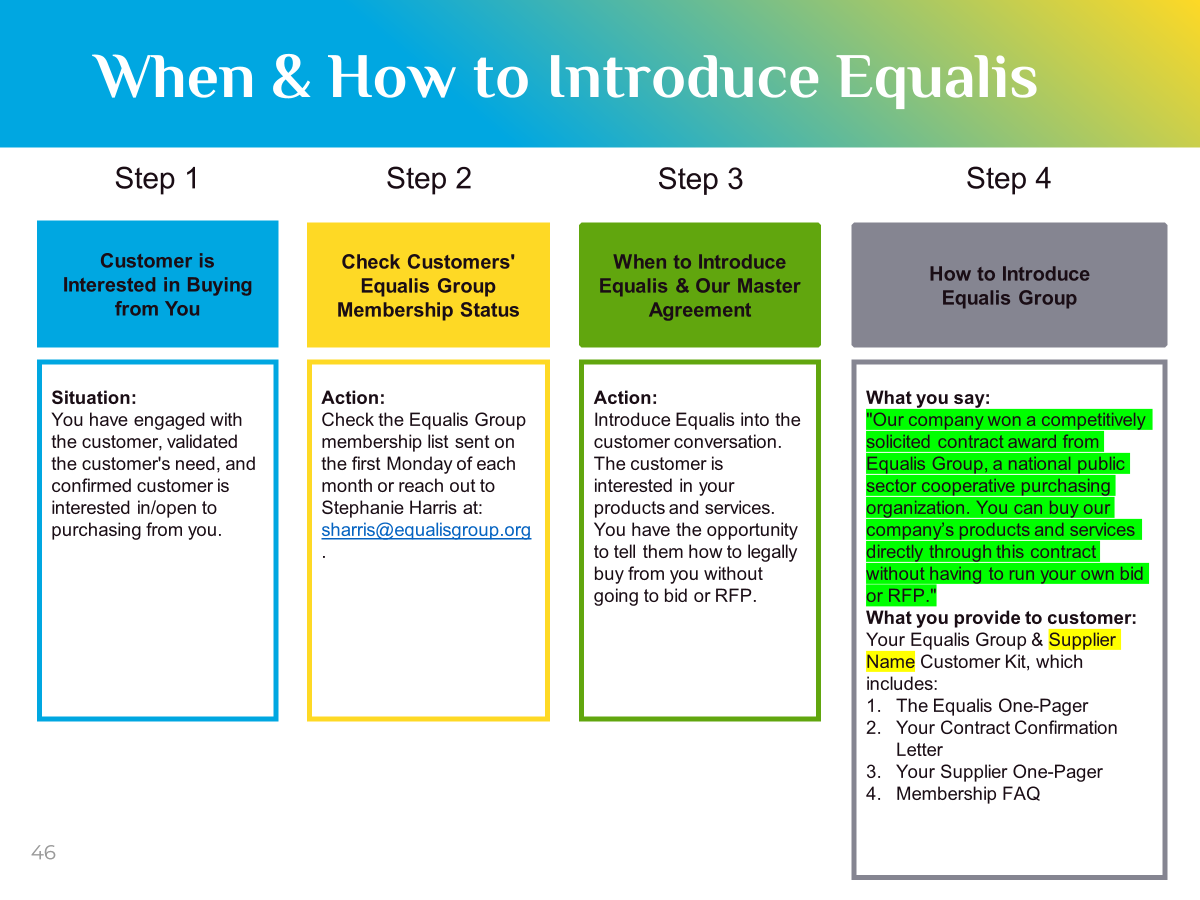 When & How to Introduce Equalis
Step 1
Customer is
Interested in Buying
from You
Situation:
You have engaged with
the customer, validated
the customer's need, and
confirmed customer is
interested in/open to
purchasing from you.
Step 2
Check Customers'
Equalis Group
Membership Status
Action:
Check the Equalis Group
membership list sent on
the first Monday of each
month or reach out to
Stephanie Harris at:
sharris@equalisgroup.org
.
Step 3
When to Introduce
Equalis & Our Master
Agreement
Action:
Introduce Equalis into the
customer conversation.
The customer is
interested in your
products and services.
You have the opportunity
to tell them how to legally
buy from you without
going to bid or RFP.
Step 4
How to Introduce
Equalis Group
What you say:
"Our company won a competitively
solicited contract award from
Equalis Group, a national public
sector cooperative purchasing
organization. You can buy our
company's products and services
directly through this contract
without having to run your own bid
or RFP."
What you provide to customer:
Your Equalis Group & Supplier
Name Customer Kit, which
includes:
1. The Equalis One-Pager
2. Your Contract Confirmation
Letter
3. Your Supplier One-Pager
4. Membership FAQ
46